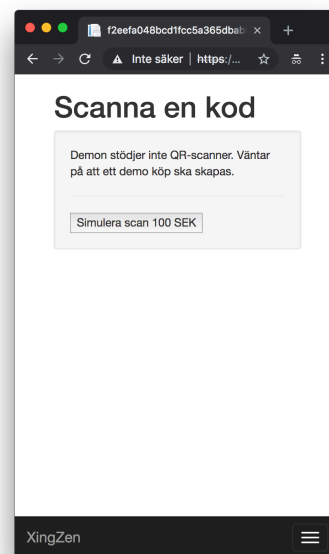 f2eefa048bcd1fcc5a365dbab
Inte säker | https:/...
Scanna en kod
Demon stödjer inte QR-scanner. Väntar
på att ett demo köp ska skapas.
Simulera scan 100 SEK
XingZen